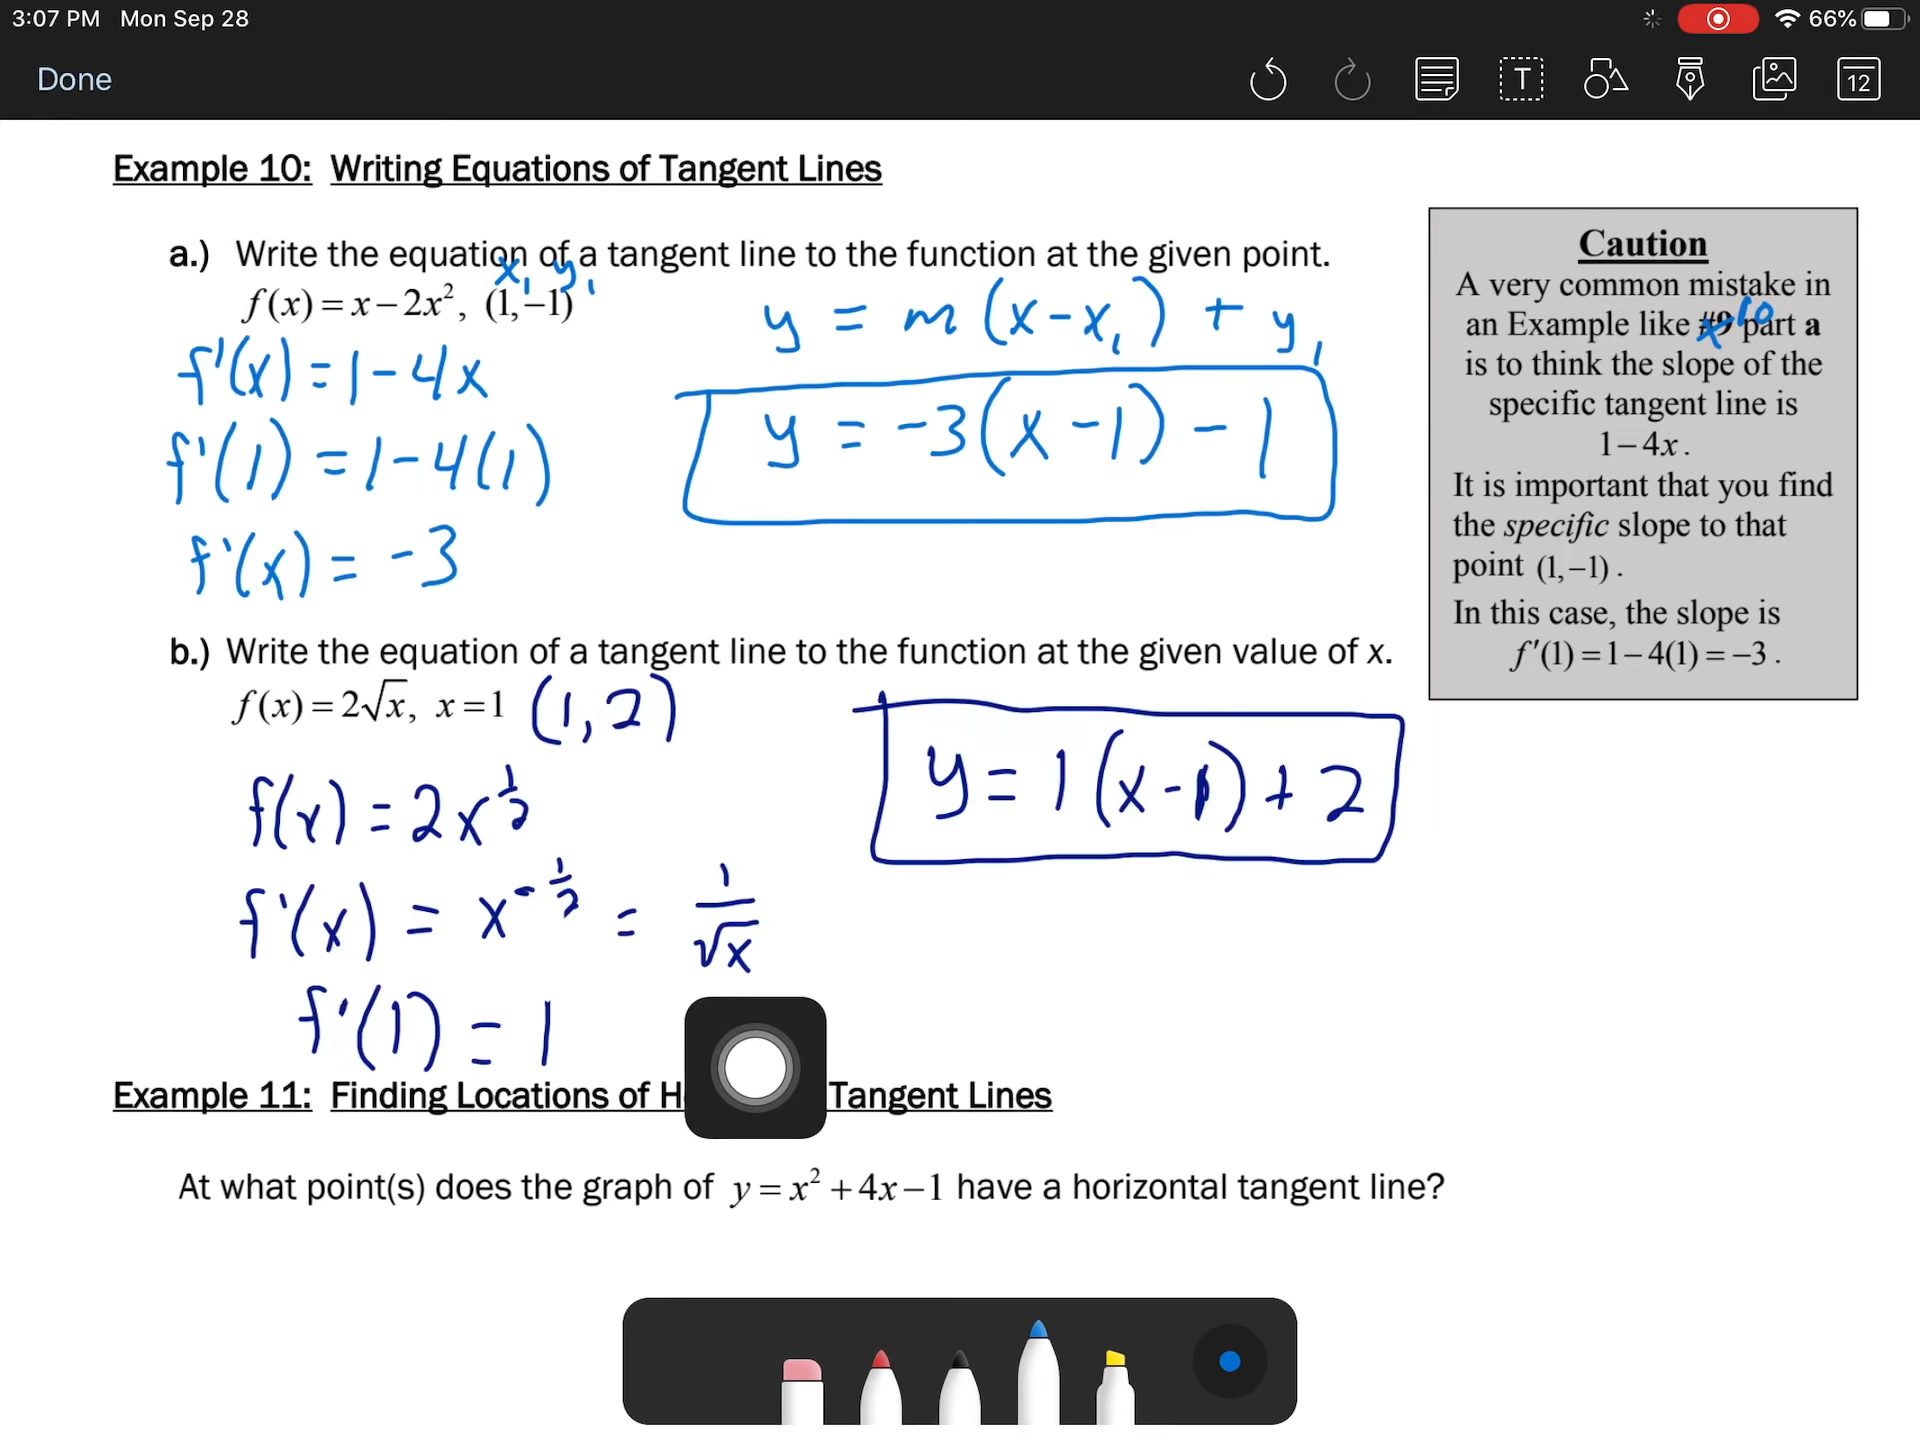 3:07 PM Mon Sep 28 66%
Done T 12
Example 10: Writing Equations of Tangent Lines
a.) Write the equation of a tangent line to the function at the given point.
x₁ y₁
f(x) = x − 2x², (1,−1)
y = m(x-x₁) + y₁
f'(x) = 1-4x
y = -3(x-1) - 1
f'(1) = 1-4(1)
f'(x) = -3
Caution
A very common mistake in
an Example like #9 10 part a
is to think the slope of the
specific tangent line is
1 − 4x.
It is important that you find
the specific slope to that
point (1,−1).
In this case, the slope is
f′(1) = 1 − 4(1) = −3.
b.) Write the equation of a tangent line to the function at the given value of x.
f(x) = 2√x, x = 1 (1,2)
y = 1(x-1) + 2
f(x) = 2x^(1/2)
f'(x) = x^(-1/2) = 1/√x
f'(1) = 1
Example 11: Finding Locations of H Tangent Lines
At what point(s) does the graph of y = x² + 4x − 1 have a horizontal tangent line?